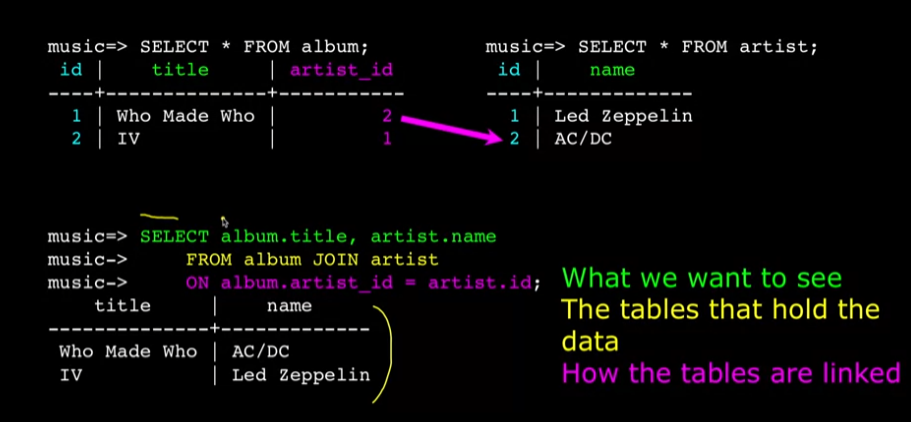 music=> SELECT * FROM album;
id | title | artist_id
----+--------------+-----------
1 | Who Made Who | 2
2 | IV | 1
music=> SELECT * FROM artist;
id | name
----+-------------
1 | Led Zeppelin
2 | AC/DC
music=> SELECT album.title, artist.name
music-> FROM album JOIN artist
music-> ON album.artist_id = artist.id;
title | name
--------------+-------------
Who Made Who | AC/DC
IV | Led Zeppelin
What we want to see
The tables that hold the
data
How the tables are linked